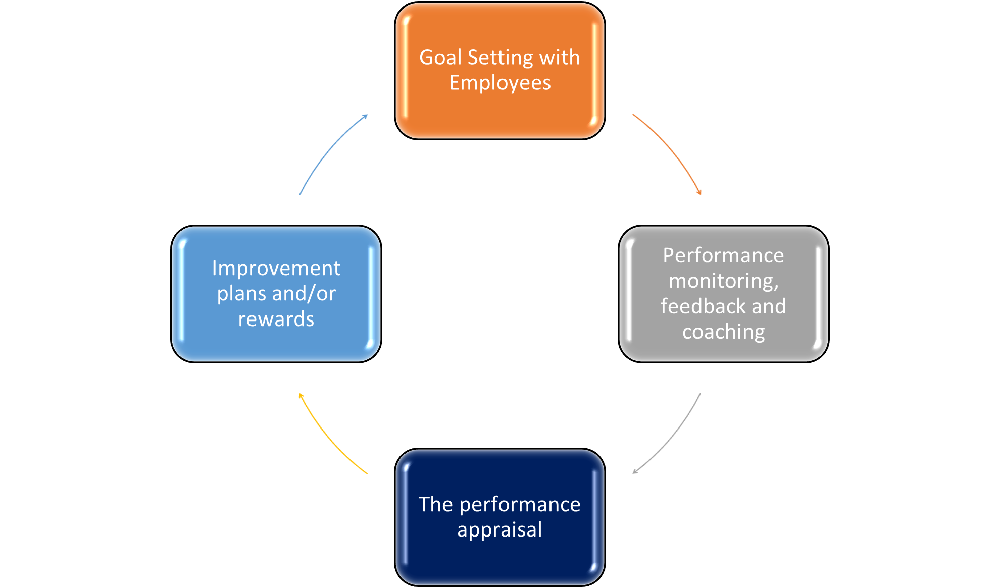 Goal Setting with
Employees
Performance
monitoring,
feedback and
coaching
The performance
appraisal
Improvement
plans and/or
rewards